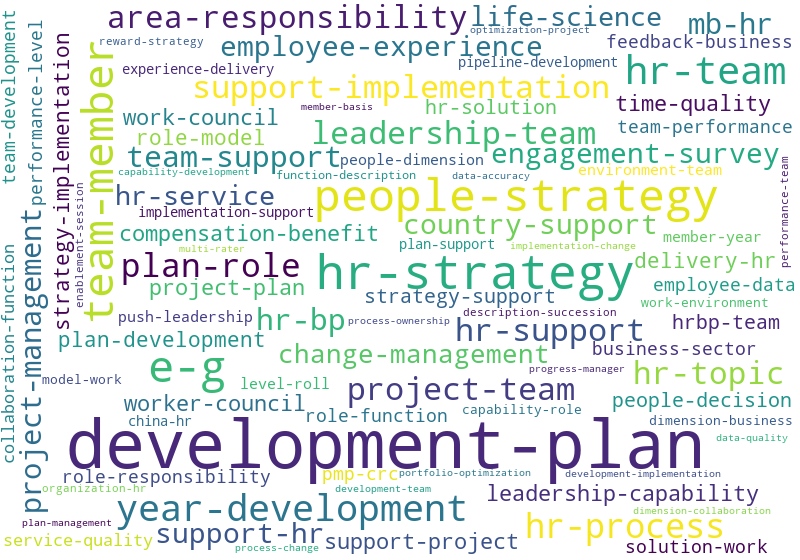 area-responsibility
life-science
mb-hr
reward-strategy
optimization-project
employee-experience
feedback-business
experience-delivery
pipeline-development
hr-team
support-implementation
member-basis
hr-solution
time-quality
work-council
role-model
leadership-team
team-performance
team-support
people-dimension
engagement-survey
capability-development
function-description
data-accuracy
environment-team
hr-service
people-strategy
implementation-support
country-support
compensation-benefit
plan-support
implementation-change
member-year
multi-rater
plan-role
hr-strategy
delivery-hr
project-plan
strategy-support
employee-data
work-environment
push-leadership
hr-bp
process-ownership
description-succession
hr-support
hrbp-team
plan-development
change-management
business-sector
e-g
progress-manager
hr-topic
model-work
level-roll
project-team
people-decision
worker-council
role-function
capability-role
china-hr
dimension-business
development-plan
data-quality
role-responsibility
pmp-crc
portfolio-optimization
development-implementation
organization-hr
development-team
leadership-capability
year-development
dimension-collaboration
plan-management
hr-process
service-quality
support-hr
support-project
process-change
solution-work
team-development
performance-level
strategy-implementation
team-member
enablement-session
collaboration-function
project-management
performance-team